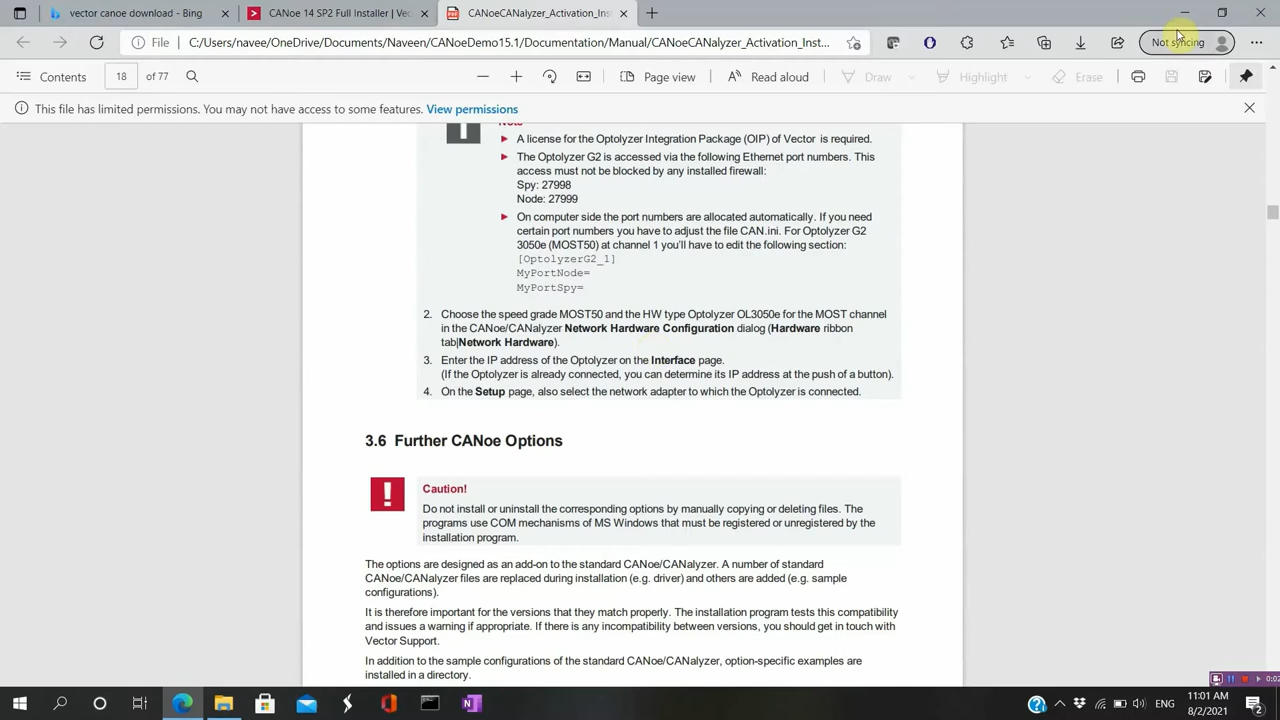 vector canoe download - Bing
CANoe 14 SP2 Full Installer | Vec
CANoeCANalyzer_Activation_Inst
File
C:/Users/navee/OneDrive/Documents/Naveen/CANoeDemo15.1/Documentation/Manual/CANoeCANalyzer_Activation_Inst...
Not syncing
Contents
18
of 77
Page view
Read aloud
Draw
Highlight
Erase
This file has limited permissions. You may not have access to some features. View permissions
Note
A license for the Optolyzer Integration Package (OIP) of Vector is required.
The Optolyzer G2 is accessed via the following Ethernet port numbers. This
access must not be blocked by any installed firewall:
Spy: 27998
Node: 27999
On computer side the port numbers are allocated automatically. If you need
certain port numbers you have to adjust the file CAN.ini. For Optolyzer G2
3050e (MOST50) at channel 1 you'll have to edit the following section:
[OptolyzerG2_1]
MyPortNode=
MyPortSpy=
2. Choose the speed grade MOST50 and the HW type Optolyzer OL3050e for the MOST channel
in the CANoe/CANalyzer Network Hardware Configuration dialog (Hardware ribbon
tab|Network Hardware).
3. Enter the IP address of the Optolyzer on the Interface page.
(If the Optolyzer is already connected, you can determine its IP address at the push of a button).
4. On the Setup page, also select the network adapter to which the Optolyzer is connected.
3.6 Further CANoe Options
Caution!
Do not install or uninstall the corresponding options by manually copying or deleting files. The
programs use COM mechanisms of MS Windows that must be registered or unregistered by the
installation program.
The options are designed as an add-on to the standard CANoe/CANalyzer. A number of standard
CANoe/CANalyzer files are replaced during installation (e.g. driver) and others are added (e.g. sample
configurations).
It is therefore important for the versions that they match properly. The installation program tests this compatibility
and issues a warning if appropriate. If there is any incompatibility between versions, you should get in touch with
Vector Support.
In addition to the sample configurations of the standard CANoe/CANalyzer, option-specific examples are
installed in a directory.
0:02
ENG
11:01 AM
8/2/2021
2